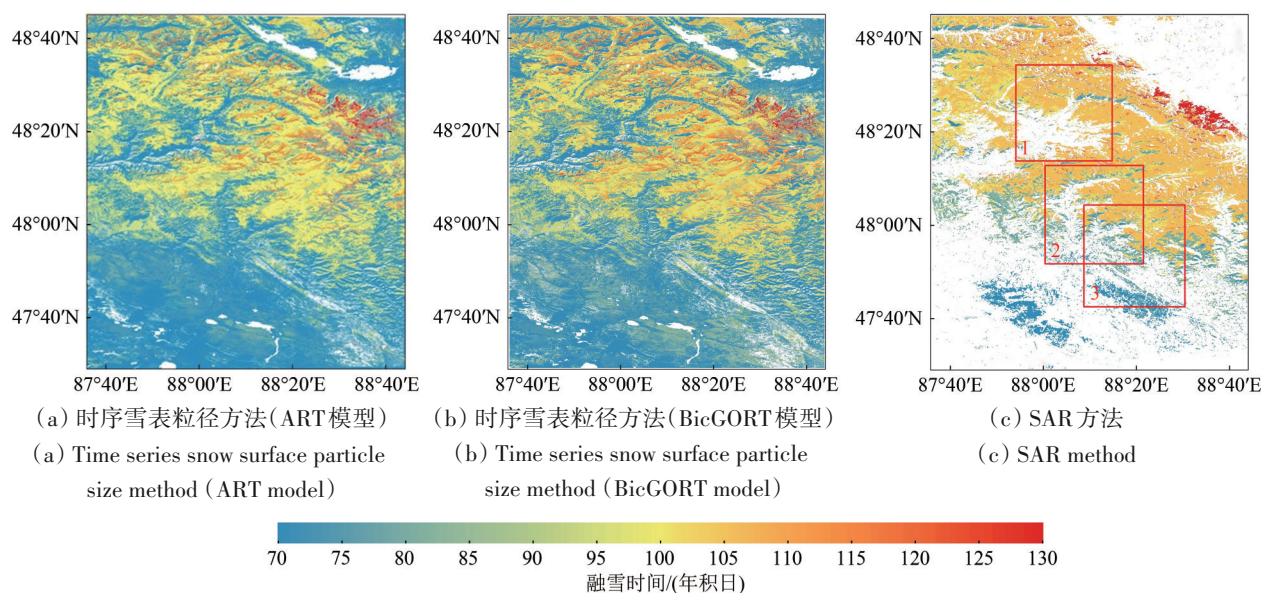 48°40′N
48°20′N
48°00′N
47°40′N
87°40′E 88°00′E 88°20′E 88°40′E
(a) 时序雪表粒径方法(ART模型)
(a) Time series snow surface particle
size method (ART model)
48°40′N
48°20′N
48°00′N
47°40′N
87°40′E 88°00′E 88°20′E 88°40′E
(b) 时序雪表粒径方法(BicGORT模型)
(b) Time series snow surface particle
size method (BicGORT model)
48°40′N
48°20′N
48°00′N
47°40′N
1
2
3
87°40′E 88°00′E 88°20′E 88°40′E
(c) SAR方法
(c) SAR method
70 75 80 85 90 95 100 105 110 115 120 125 130
融雪时间/(年积日)